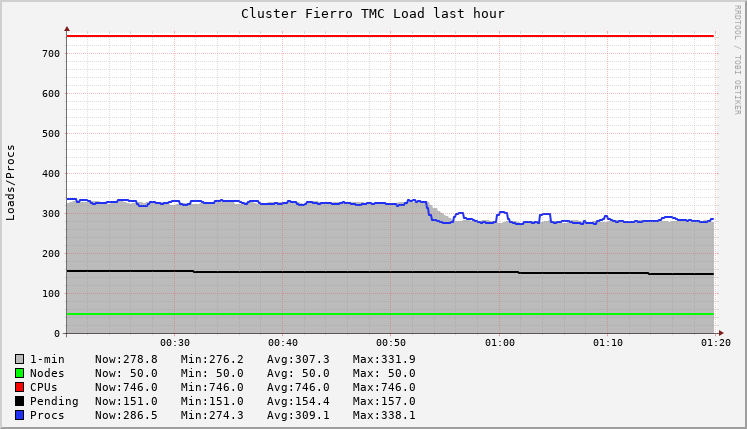 Cluster Fierro TMC Load last hour
RRDTOOL / TOBI OETIKER
Loads/Procs
700
600
500
400
300
200
100
0
00:30 00:40 00:50 01:00 01:10 01:20
1-min Now:278.8 Min:276.2 Avg:307.3 Max:331.9
Nodes Now: 50.0 Min: 50.0 Avg: 50.0 Max: 50.0
CPUs Now:746.0 Min:746.0 Avg:746.0 Max:746.0
Pending Now:151.0 Min:151.0 Avg:154.4 Max:157.0
Procs Now:286.5 Min:274.3 Avg:309.1 Max:338.1